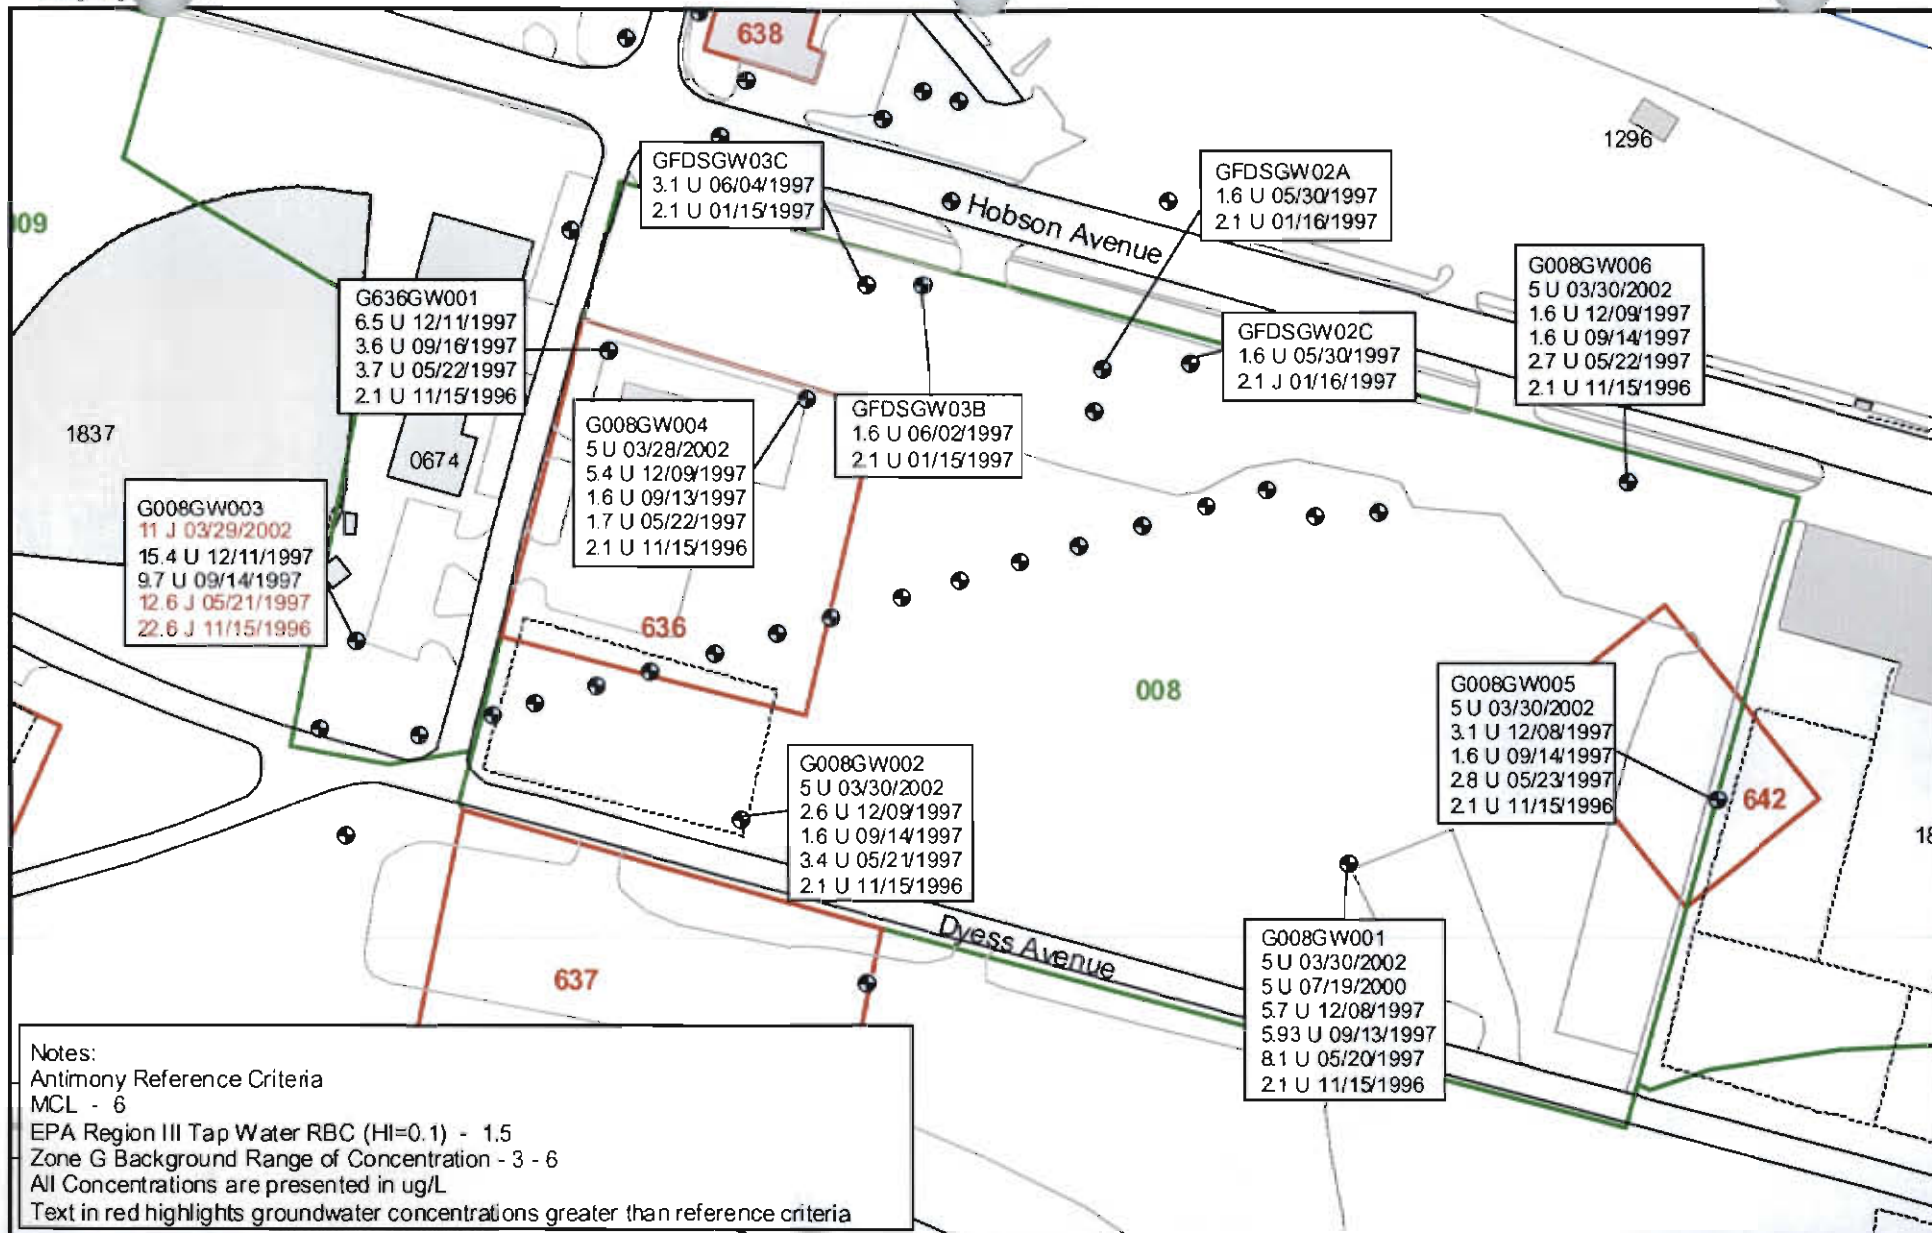 638
1296
GFDSGW03C
3.1 U 06/04/1997
2.1 U 01/15/1997
GFDSGW02A
1.6 U 05/30/1997
2.1 U 01/16/1997
Hobson Avenue
009
G008GW006
5 U 03/30/2002
1.6 U 12/09/1997
1.6 U 09/14/1997
2.7 U 05/22/1997
2.1 U 11/15/1996
G636GW001
6.5 U 12/11/1997
3.6 U 09/16/1997
3.7 U 05/22/1997
2.1 U 11/15/1996
GFDSGW02C
1.6 U 05/30/1997
2.1 J 01/16/1997
GFDSGW03B
1.6 U 06/02/1997
2.1 U 01/15/1997
G008GW004
5 U 03/28/2002
5.4 U 12/09/1997
1.6 U 09/13/1997
1.7 U 05/22/1997
2.1 U 11/15/1996
1837
0674
G008GW003
11 J 03/29/2002
15.4 U 12/11/1997
9.7 U 09/14/1997
12.6 J 05/21/1997
22.6 J 11/15/1996
636
008
G008GW005
5 U 03/30/2002
3.1 U 12/08/1997
1.6 U 09/14/1997
2.8 U 05/23/1997
2.1 U 11/15/1996
642
18
G008GW002
5 U 03/30/2002
2.6 U 12/09/1997
1.6 U 09/14/1997
3.4 U 05/21/1997
2.1 U 11/15/1996
Dyess Avenue
G008GW001
5 U 03/30/2002
5 U 07/19/2000
5.7 U 12/08/1997
5.93 U 09/13/1997
8.1 U 05/20/1997
2.1 U 11/15/1996
637
Notes:
Antimony Reference Criteria
MCL - 6
EPA Region III Tap Water RBC (HI=0.1) - 1.5
Zone G Background Range of Concentration - 3 - 6
All Concentrations are presented in ug/L
Text in red highlights groundwater concentrations greater than reference criteria